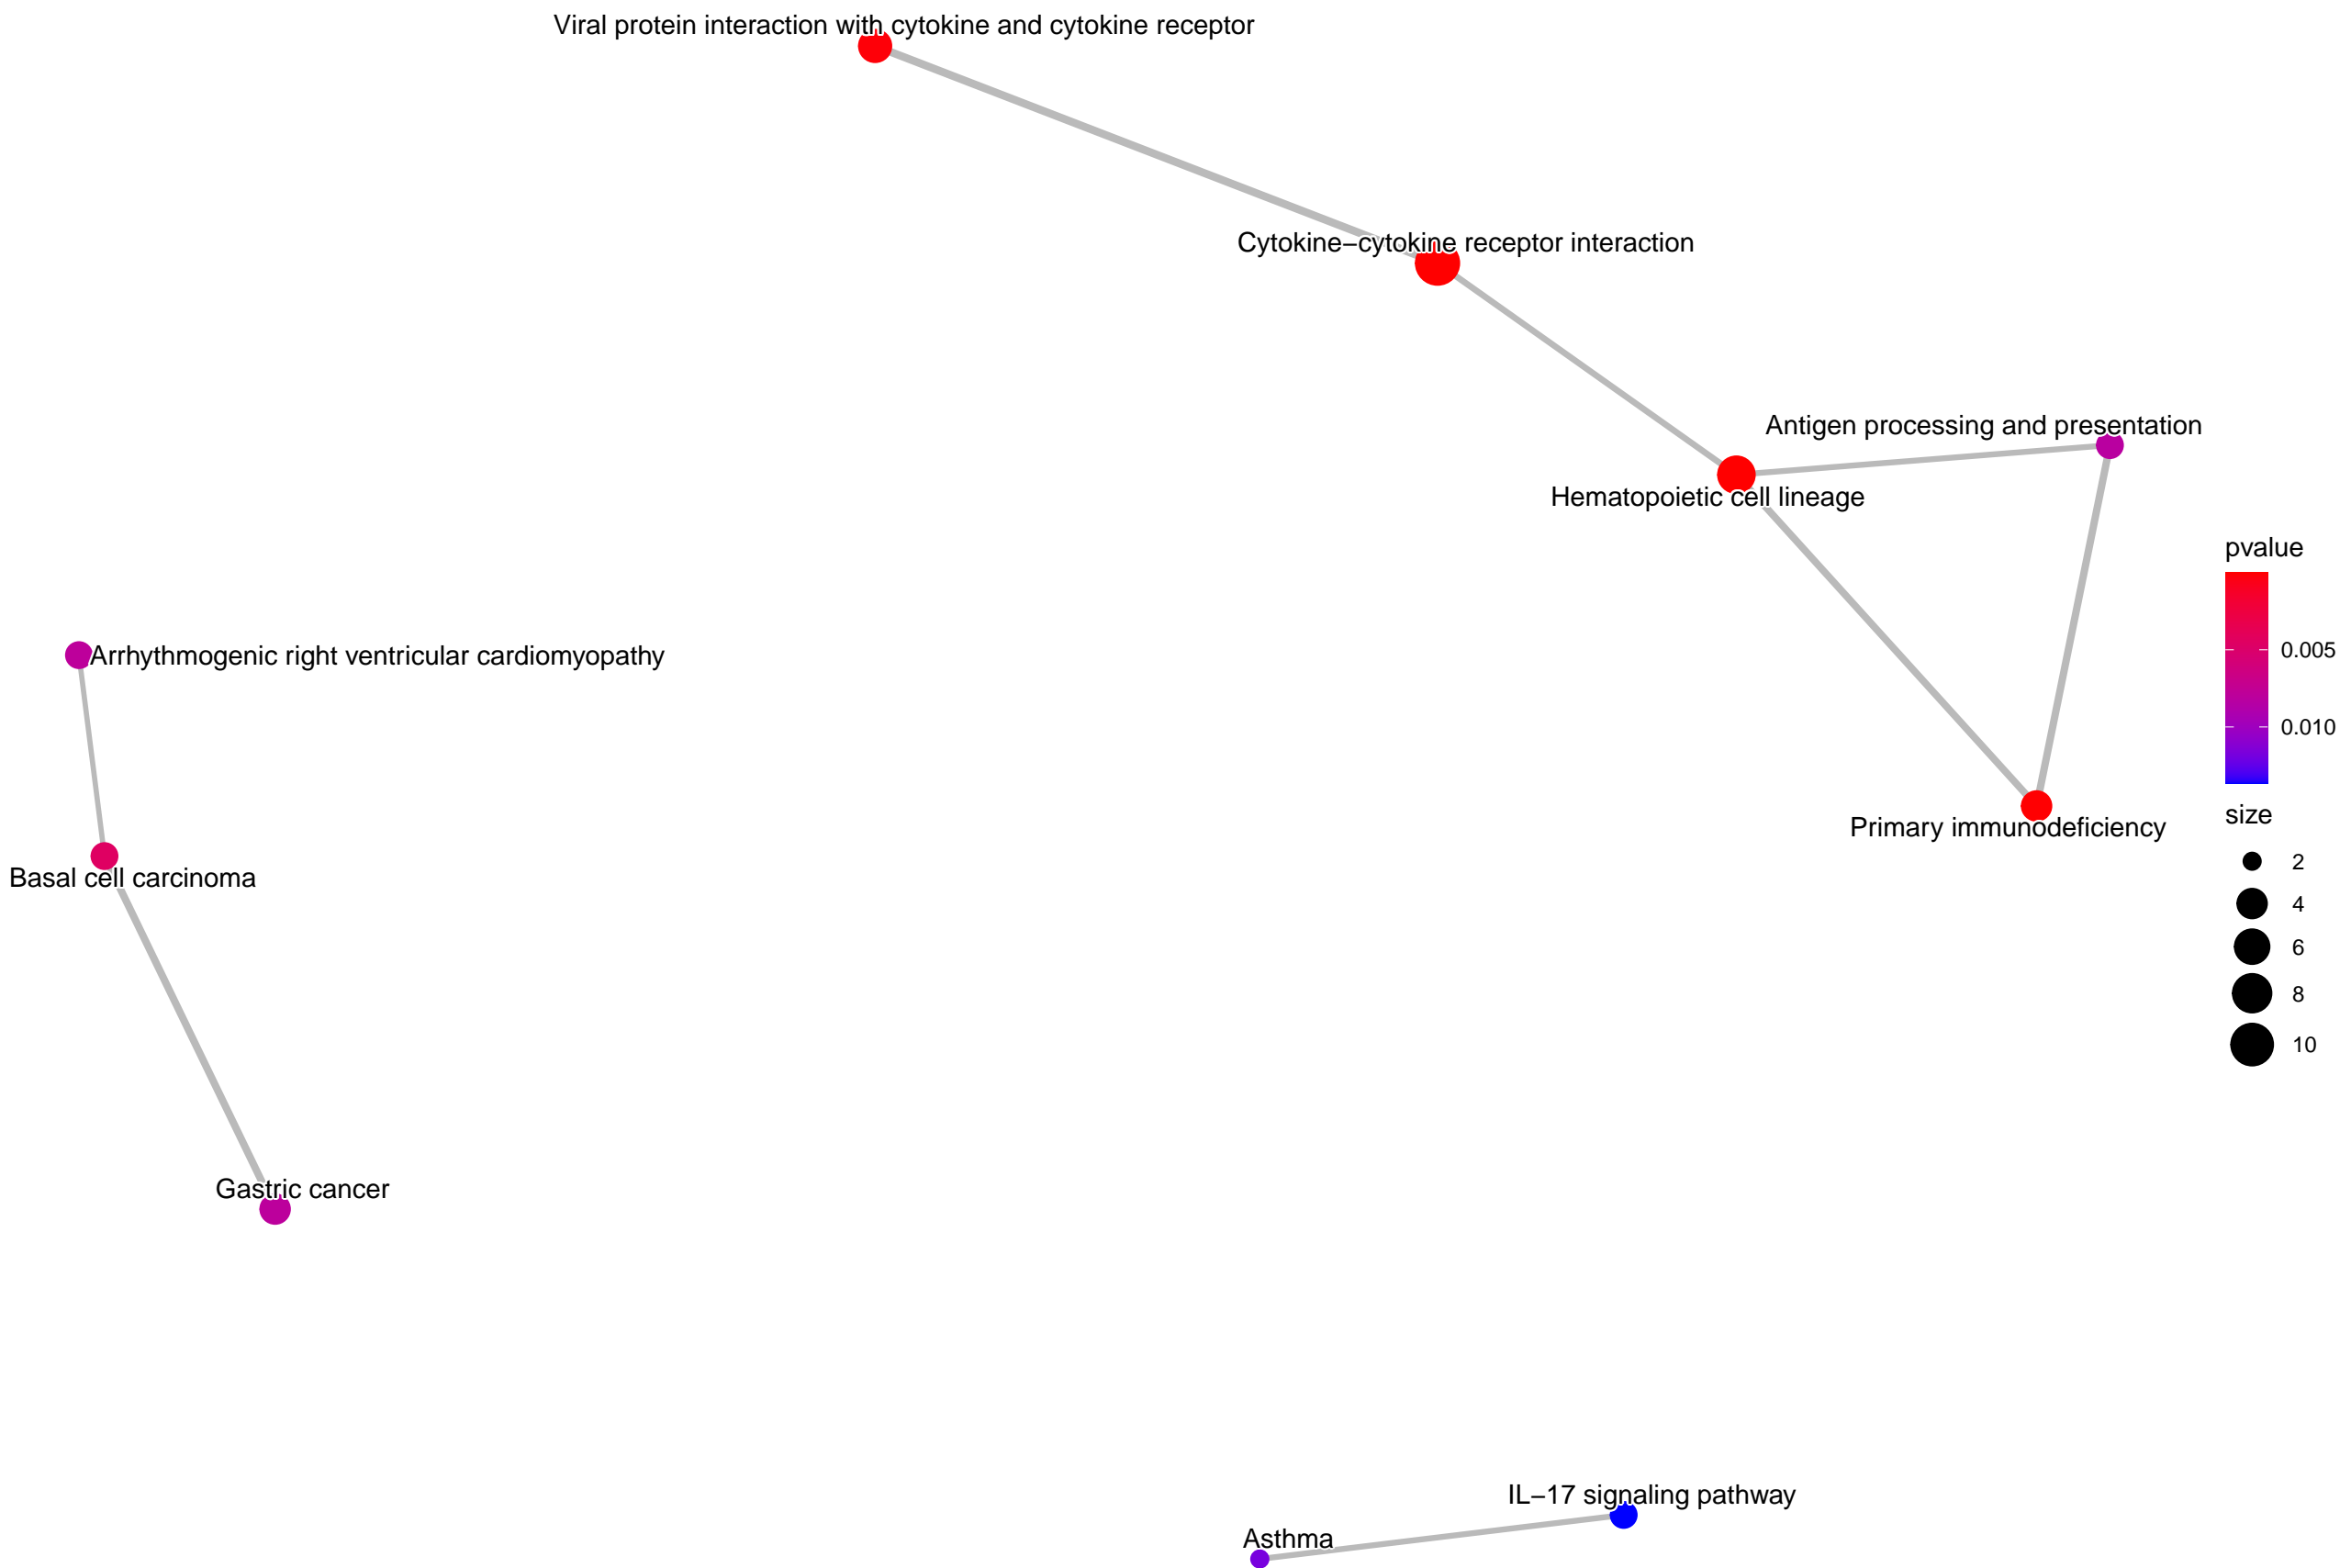 Viral protein interaction with cytokine and cytokine receptor
Cytokine−cytokine receptor interaction
Antigen processing and presentation
Hematopoietic cell lineage
pvalue
0.005
0.010
Arrhythmogenic right ventricular cardiomyopathy
Primary immunodeficiency
size
2
4
6
8
10
Basal cell carcinoma
Gastric cancer
IL−17 signaling pathway
Asthma